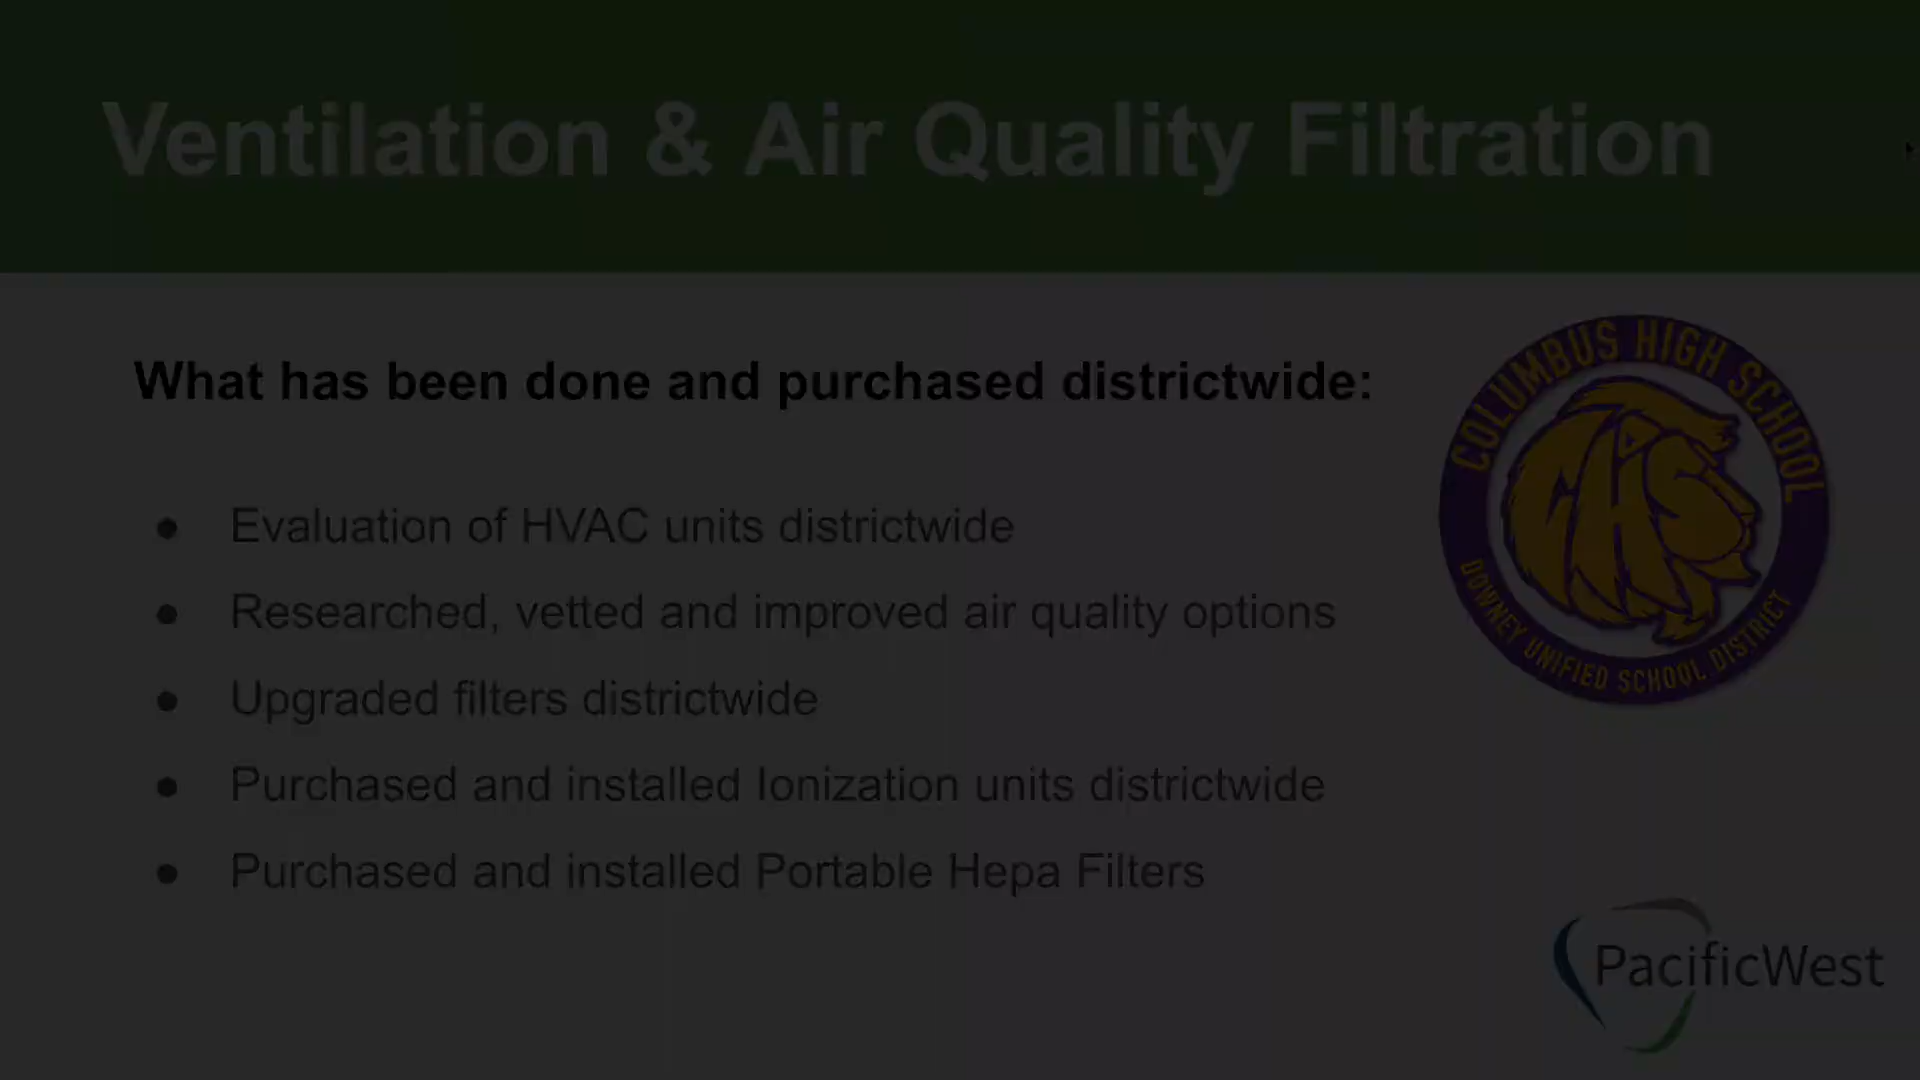 Ventilation & Air Quality Filtration
What has been done and purchased districtwide:
● Evaluation of HVAC units districtwide
● Researched, vetted and improved air quality options
● Upgraded filters districtwide
● Purchased and installed Ionization units districtwide
● Purchased and installed Portable Hepa Filters
COLUMBUS HIGH SCHOOL
CHS
DOWNEY UNIFIED SCHOOL DISTRICT
PacificWest